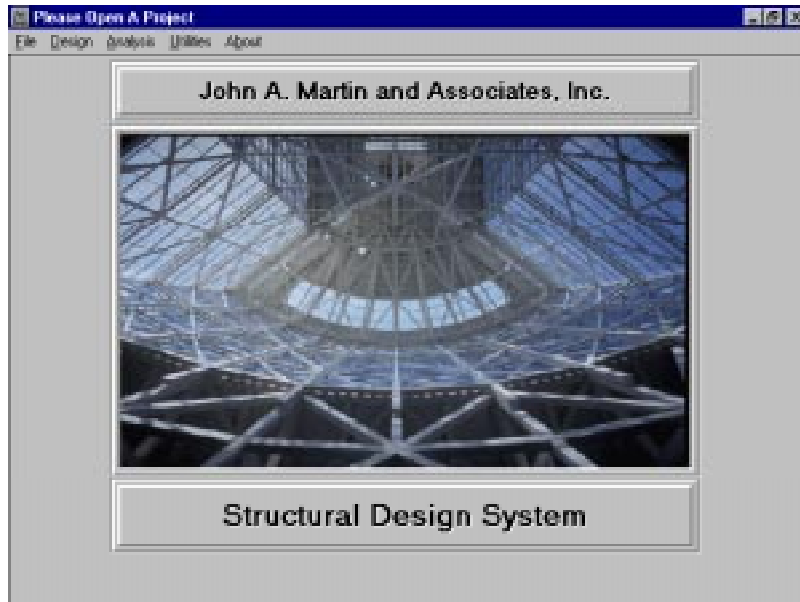 Please Open A Project
File Design Analysis Utilities About
John A. Martin and Associates, Inc.
Structural Design System